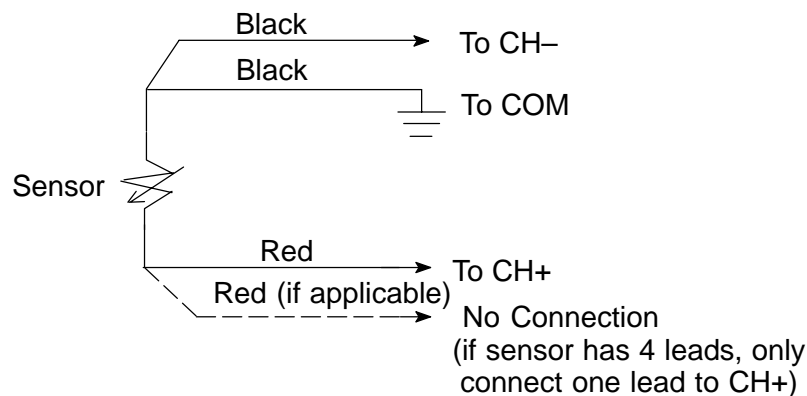 Black
To CH–
Black
To COM
Sensor
Red
To CH+
Red (if applicable)
No Connection
(if sensor has 4 leads, only
connect one lead to CH+)